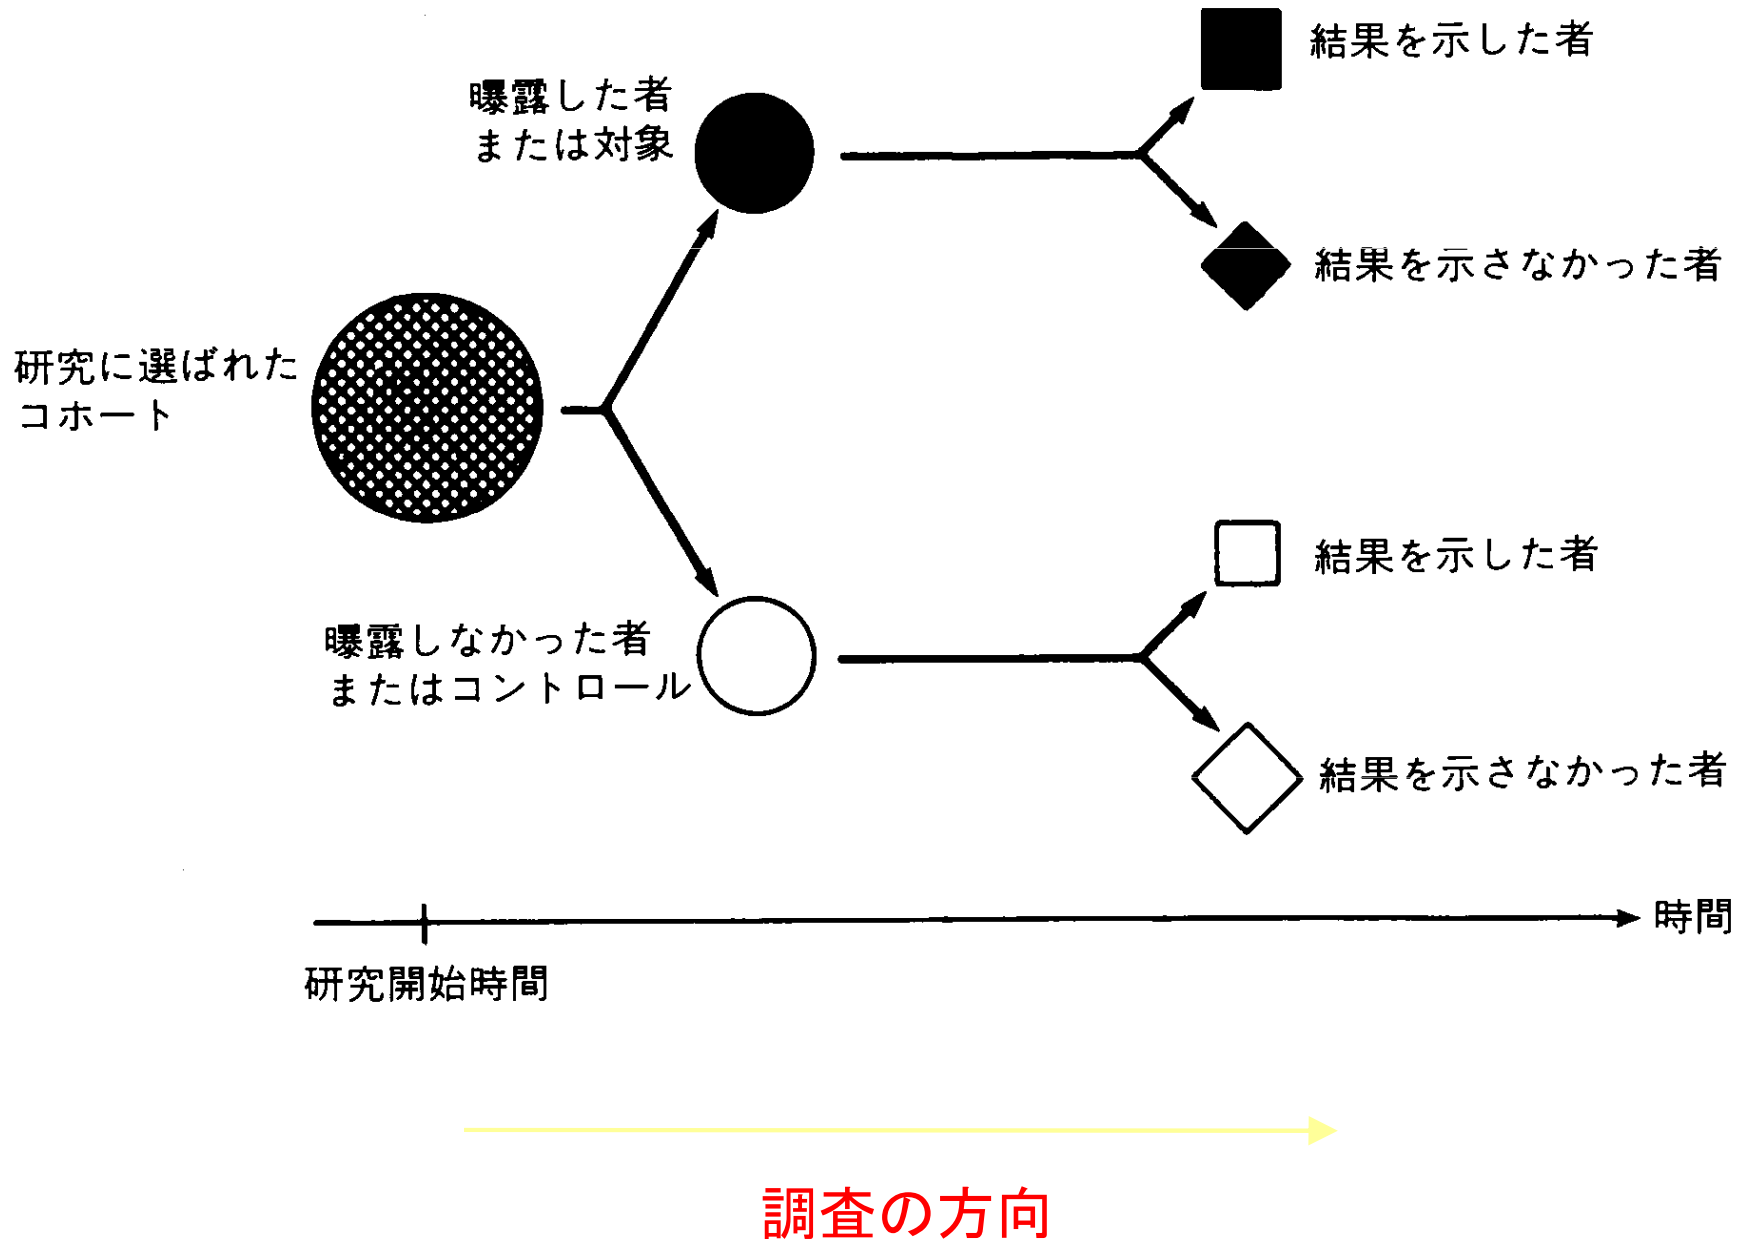 結果を示した者
曝露した者
または対象
結果を示さなかった者
研究に選ばれた
コホート
結果を示した者
曝露しなかった者
またはコントロール
結果を示さなかった者
時間
研究開始時間
調査の方向